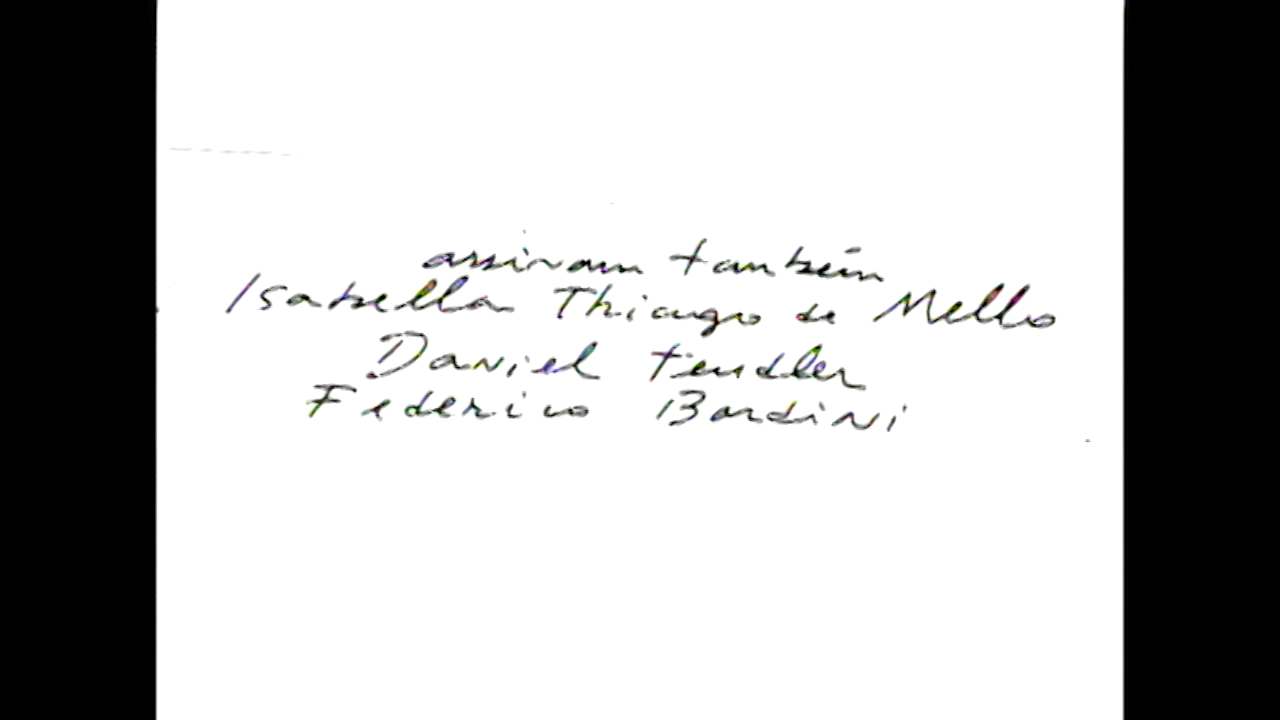 assinam também
Isabella Thiago de Mello
Daniel Tendler
Federico Bardini